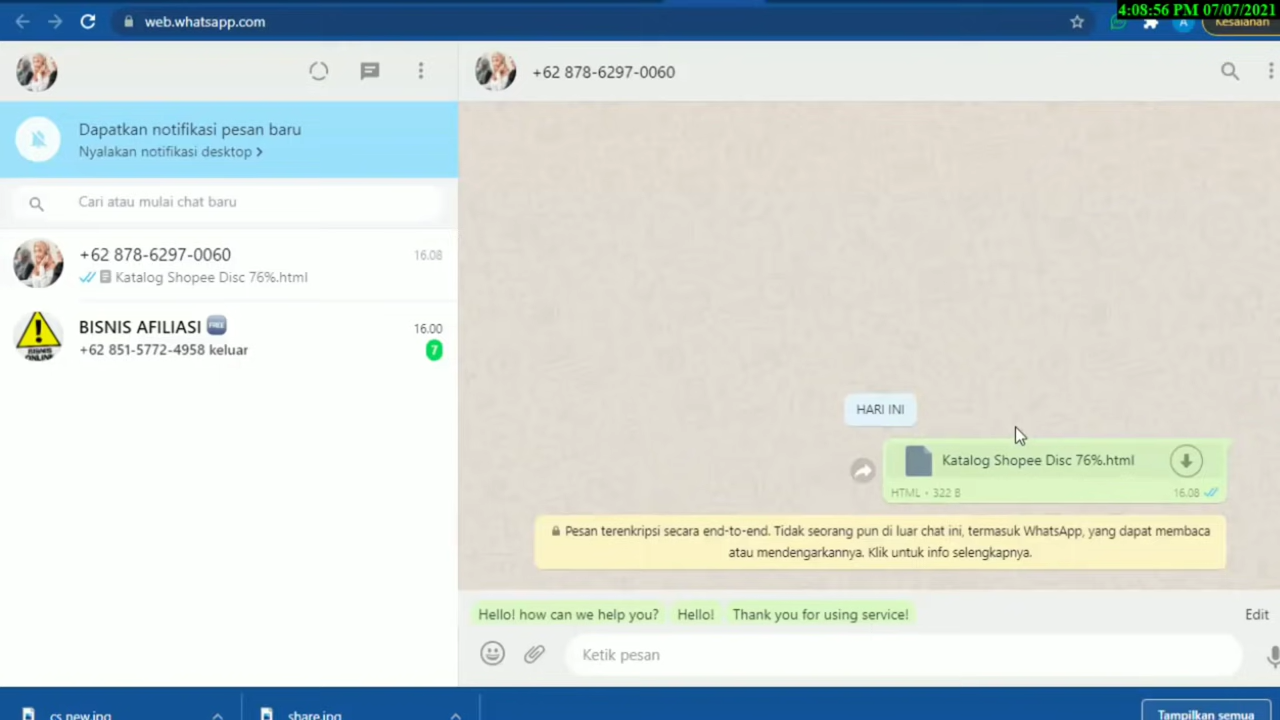 4:08:56 PM 07/07/2021
web.whatsapp.com
Kesalahan
+62 878-6297-0060
Dapatkan notifikasi pesan baru
Nyalakan notifikasi desktop >
Cari atau mulai chat baru
+62 878-6297-0060
16.08
Katalog Shopee Disc 76%.html
BISNIS AFILIASI FREE
16.00
+62 851-5772-4958 keluar
7
HARI INI
Katalog Shopee Disc 76%.html
HTML • 322 B
16.08
Pesan terenkripsi secara end-to-end. Tidak seorang pun di luar chat ini, termasuk WhatsApp, yang dapat membaca
atau mendengarkannya. Klik untuk info selengkapnya.
Hello! how can we help you?
Hello!
Thank you for using service!
Edit
Ketik pesan
cs new.jpg
share.jpg
Tampilkan semua